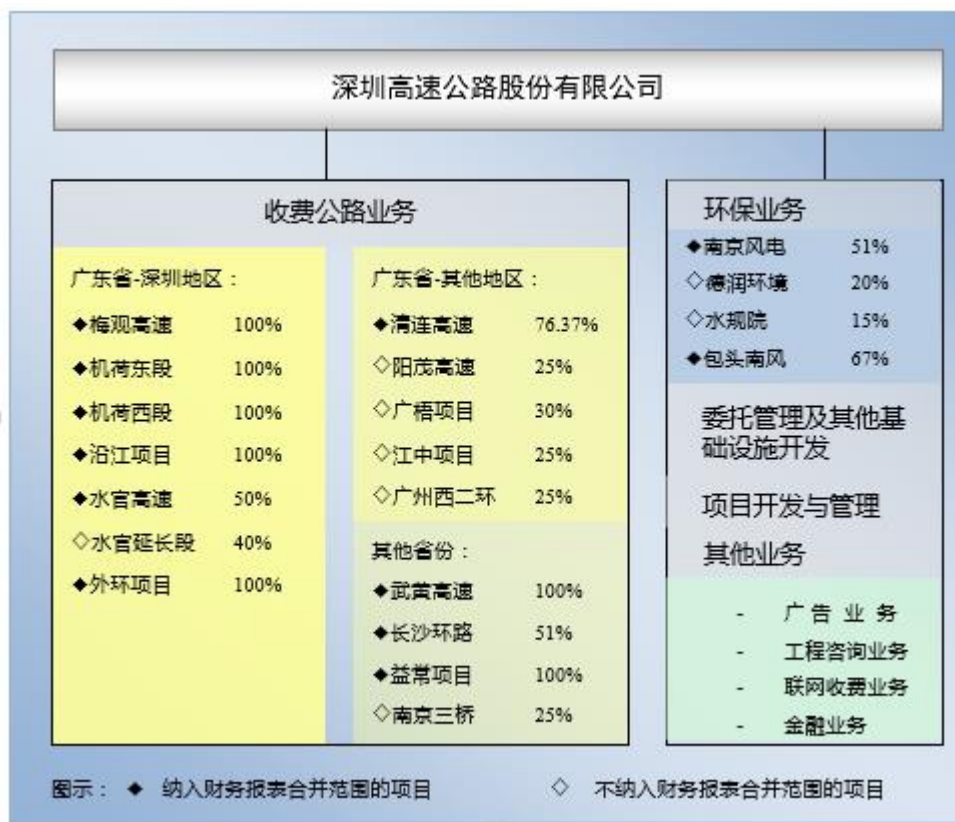 深圳高速公路股份有限公司
收费公路业务
广东省-深圳地区：
◆梅观高速 100%
◆机荷东段 100%
◆机荷西段 100%
◆沿江项目 100%
◆水官高速 50%
◇水官延长段 40%
◆外环项目 100%
广东省-其他地区：
◆清连高速 76.37%
◇阳茂高速 25%
◇广梧项目 30%
◇江中项目 25%
◇广州西二环 25%
其他省份：
◆武黄高速 100%
◆长沙环路 51%
◆益常项目 100%
◇南京三桥 25%
环保业务
◆南京风电 51%
◇德润环境 20%
◇水规院 15%
◆包头南风 67%
委托管理及其他基
础设施开发
项目开发与管理
其他业务
- 广告业务
- 工程咨询业务
- 联网收费业务
- 金融业务
图示：◆ 纳入财务报表合并范围的项目 ◇ 不纳入财务报表合并范围的项目